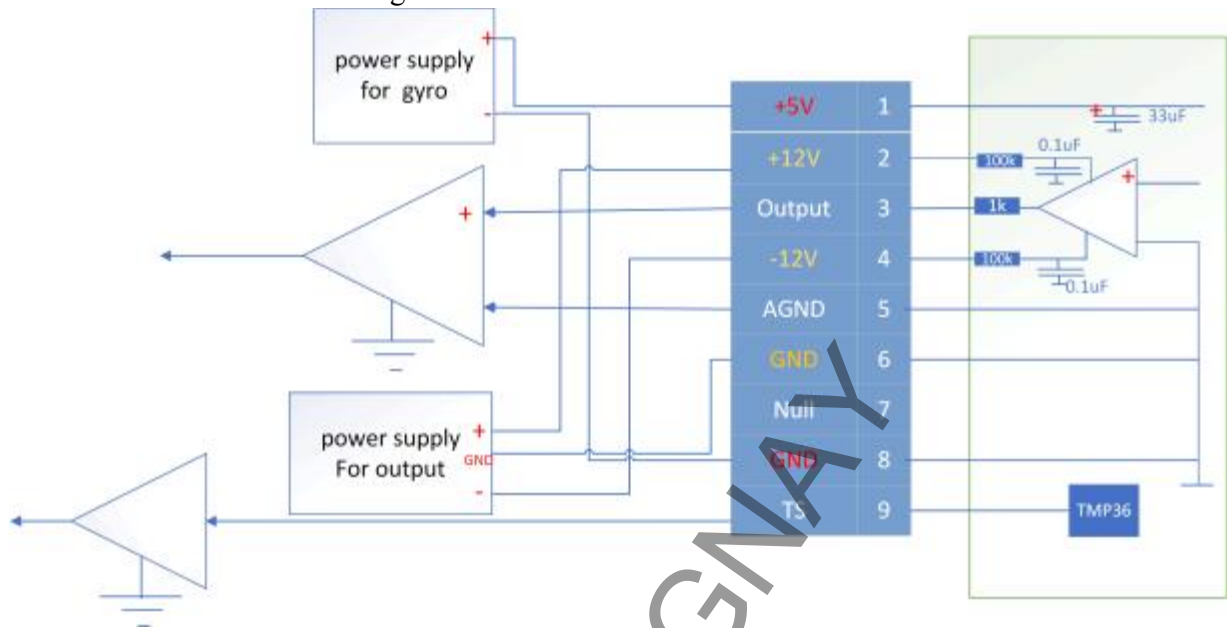 power supply
for gyro
+
-
+
power supply
For output
+
GND
-
+5V 1
+12V 2
Output 3
-12V 4
AGND 5
GND 6
Null 7
GND 8
TS 9
+
33uF
0.1uF
100k
+
1k
100k
0.1uF
TMP36
GNAY